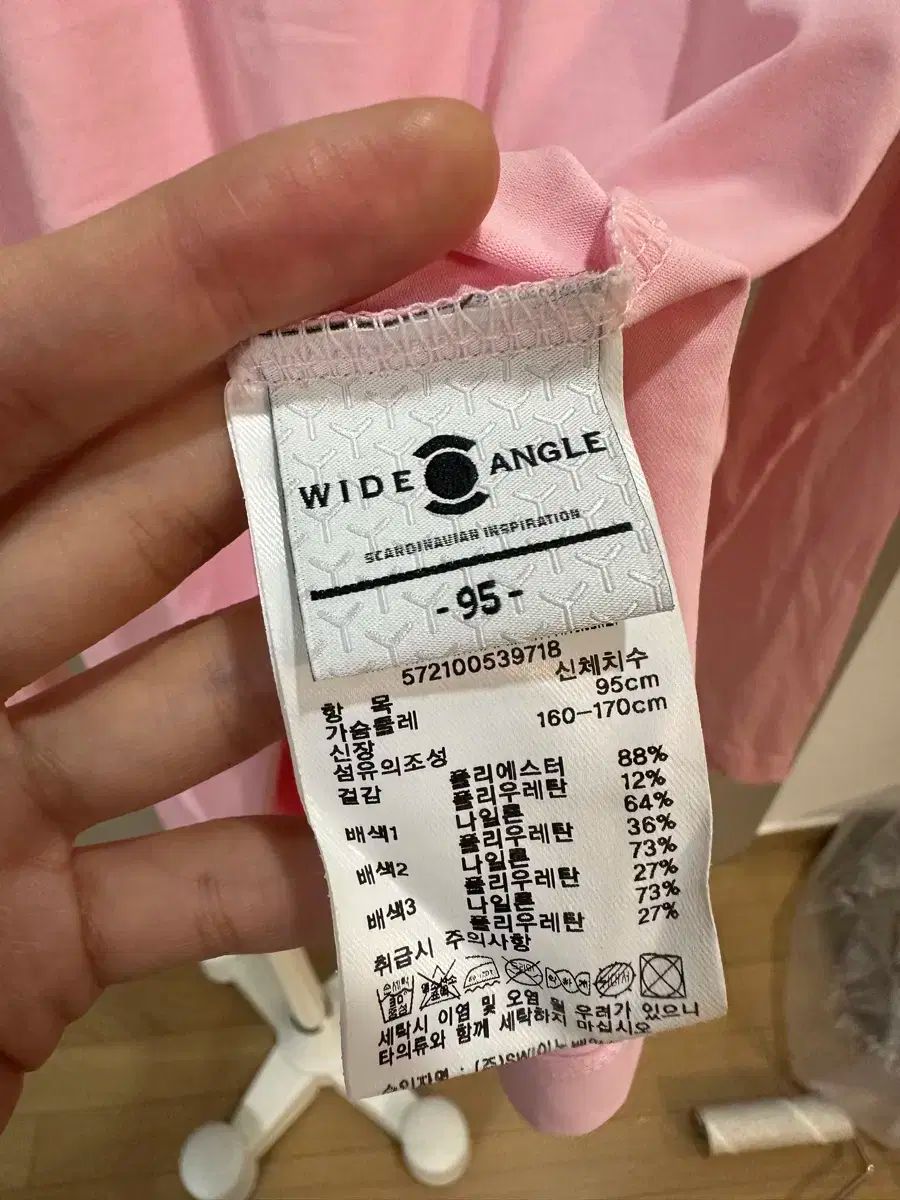 WIDE ANGLE
SCANDINAVIAN INSPIRATION
-95-
572100539718
항 목 신체치수
가슴둘레 95cm
신장 160-170cm
섬유의조성
겉감 폴리에스터 88%
폴리우레탄 12%
배색1 나일론 64%
폴리우레탄 36%
배색2 나일론 73%
폴리우레탄 27%
배색3 나일론 73%
폴리우레탄 27%
취급시 주의사항
손세탁 드라이
세탁시 이염 및 오염 될 우려가 있으니
타의류와 함께 세탁하지 마십시오